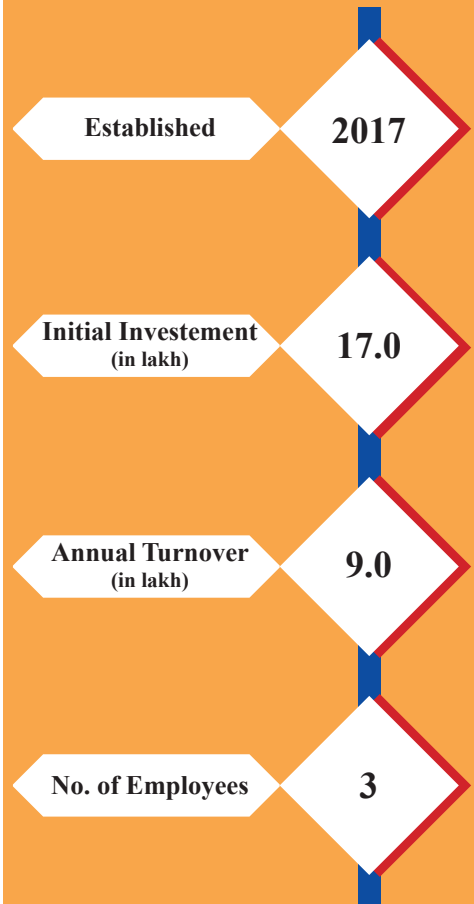 Established
2017
Initial Investement
(in lakh)
17.0
Annual Turnover
(in lakh)
9.0
No. of Employees
3